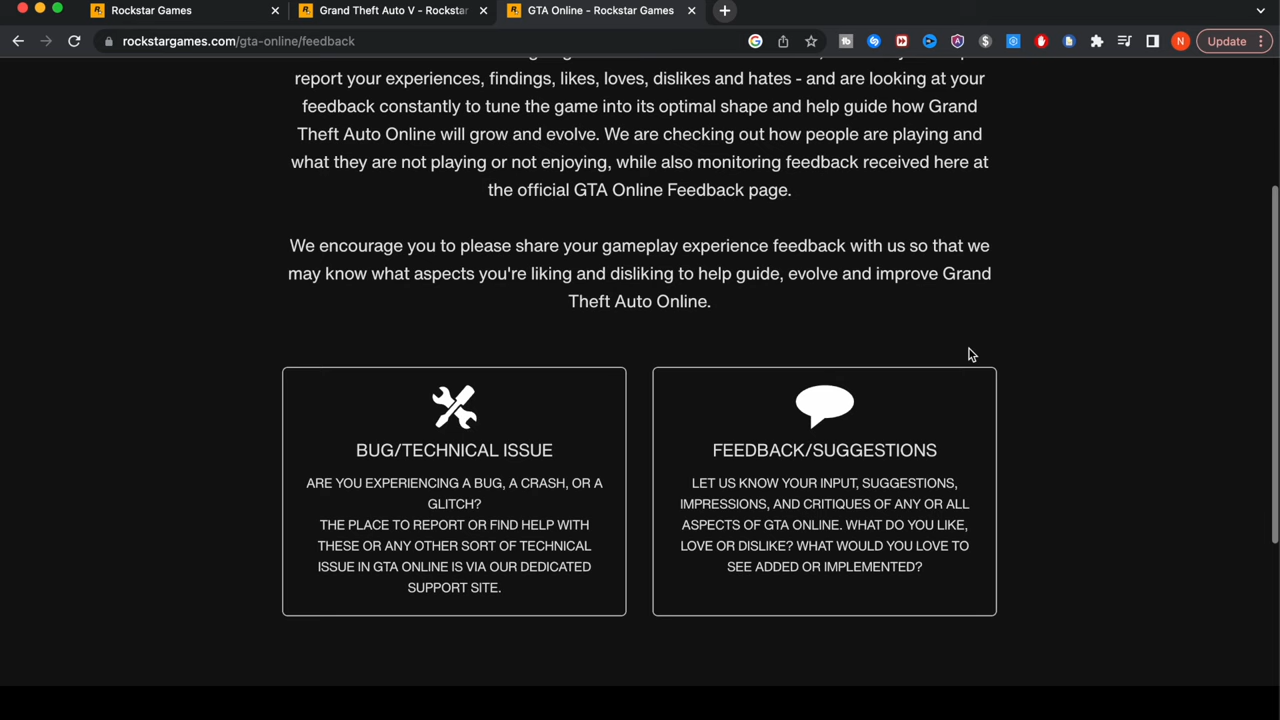 Rockstar Games
Grand Theft Auto V - Rockstar
GTA Online - Rockstar Games
rockstargames.com/gta-online/feedback
Update
report your experiences, findings, likes, loves, dislikes and hates - and are looking at your
feedback constantly to tune the game into its optimal shape and help guide how Grand
Theft Auto Online will grow and evolve. We are checking out how people are playing and
what they are not playing or not enjoying, while also monitoring feedback received here at
the official GTA Online Feedback page.
We encourage you to please share your gameplay experience feedback with us so that we
may know what aspects you're liking and disliking to help guide, evolve and improve Grand
Theft Auto Online.
BUG/TECHNICAL ISSUE
ARE YOU EXPERIENCING A BUG, A CRASH, OR A
GLITCH?
THE PLACE TO REPORT OR FIND HELP WITH
THESE OR ANY OTHER SORT OF TECHNICAL
ISSUE IN GTA ONLINE IS VIA OUR DEDICATED
SUPPORT SITE.
FEEDBACK/SUGGESTIONS
LET US KNOW YOUR INPUT, SUGGESTIONS,
IMPRESSIONS, AND CRITIQUES OF ANY OR ALL
ASPECTS OF GTA ONLINE. WHAT DO YOU LIKE,
LOVE OR DISLIKE? WHAT WOULD YOU LOVE TO
SEE ADDED OR IMPLEMENTED?